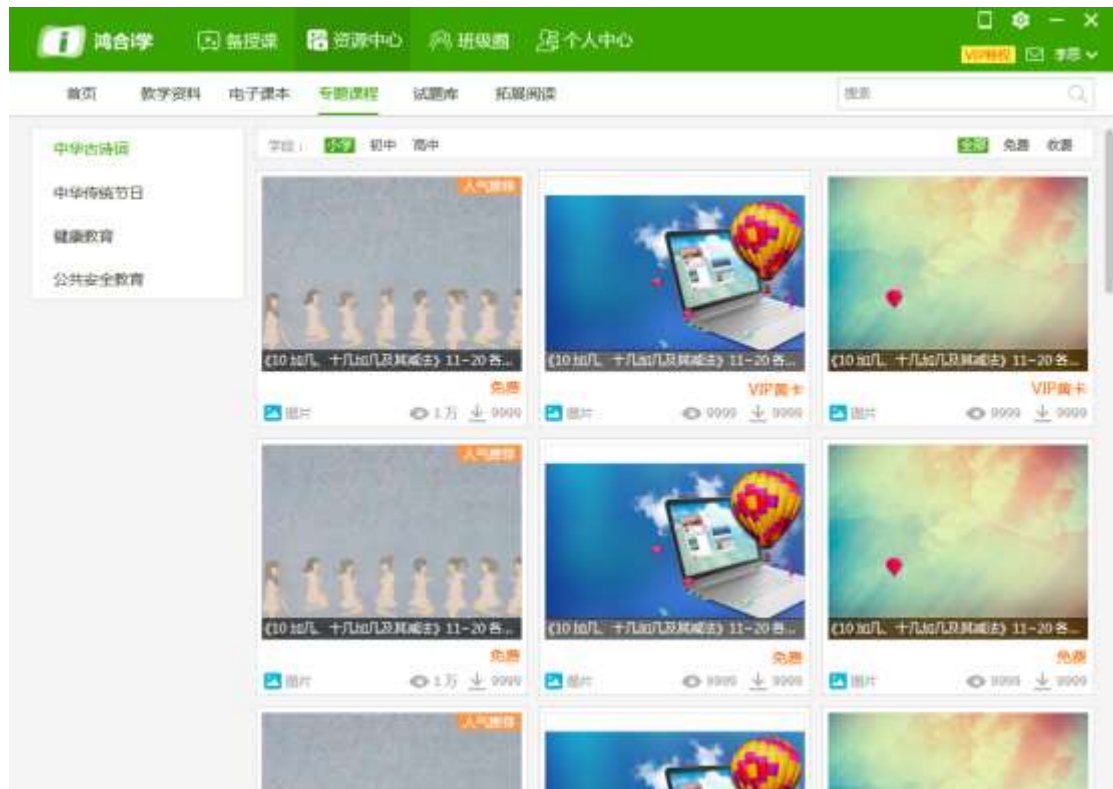 鸿合i学 备授课 资源中心 班级圈 个人中心
VIP特权 李思
首页 教学资料 电子课本 专题课程 试题库 拓展阅读 搜索
中华古诗词
中华传统节日
健康教育
公共安全教育
学段： 小学 初中 高中 全部 免费 收费
人气推荐
《10加几、十几加几及其减法》11-20各...
《10加几、十几加几及其减法》11-20各...
《10加几、十几加几及其减法》11-20各...
免费 VIP黄卡 VIP黄卡
图片 1万 9999 图片 9999 9999 图片 9999 9999
人气推荐
《10加几、十几加几及其减法》11-20各...
《10加几、十几加几及其减法》11-20各...
《10加几、十几加几及其减法》11-20各...
免费 免费 免费
图片 1万 9999 图片 9999 9999 图片 9999 9999
人气推荐